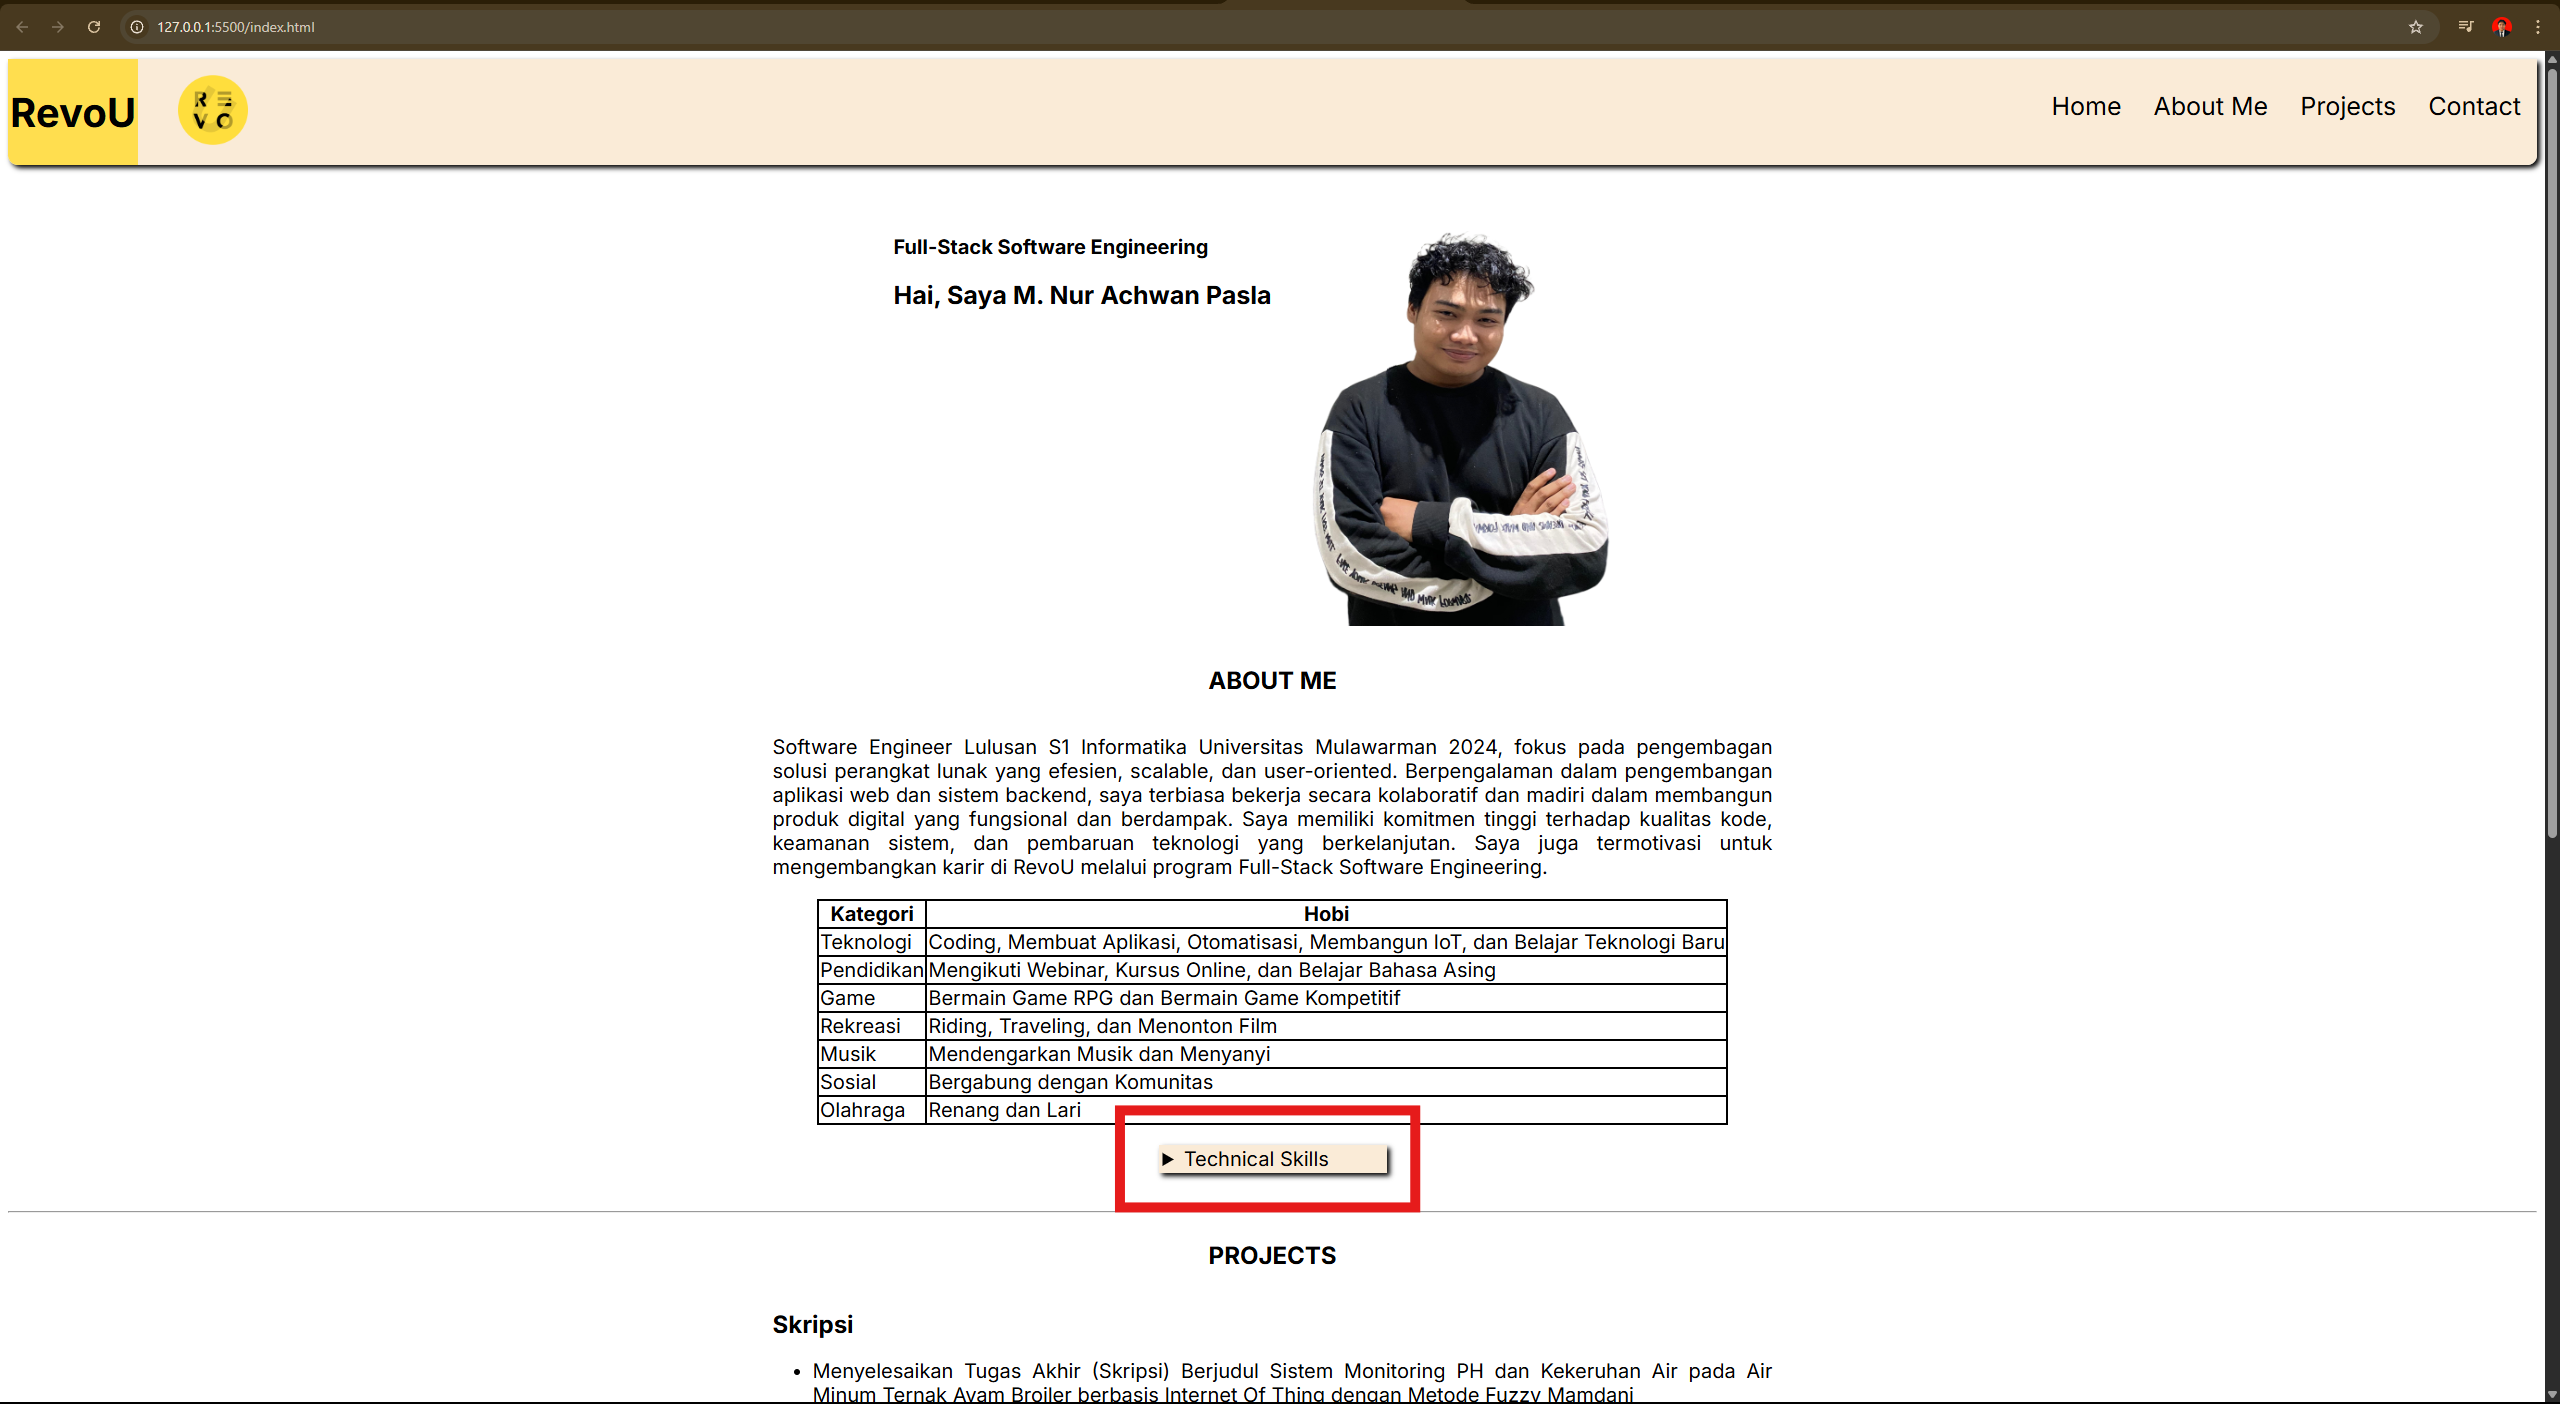 127.0.0.1:5500/index.html
RevoU
Home About Me Projects Contact
Full-Stack Software Engineering
Hai, Saya M. Nur Achwan Pasla
ABOUT ME
Software Engineer Lulusan S1 Informatika Universitas Mulawarman 2024, fokus pada pengembagan
solusi perangkat lunak yang efesien, scalable, dan user-oriented. Berpengalaman dalam pengembangan
aplikasi web dan sistem backend, saya terbiasa bekerja secara kolaboratif dan madiri dalam membangun
produk digital yang fungsional dan berdampak. Saya memiliki komitmen tinggi terhadap kualitas kode,
keamanan sistem, dan pembaruan teknologi yang berkelanjutan. Saya juga termotivasi untuk
mengembangkan karir di RevoU melalui program Full-Stack Software Engineering.
Kategori Hobi
Teknologi Coding, Membuat Aplikasi, Otomatisasi, Membangun IoT, dan Belajar Teknologi Baru
Pendidikan Mengikuti Webinar, Kursus Online, dan Belajar Bahasa Asing
Game Bermain Game RPG dan Bermain Game Kompetitif
Rekreasi Riding, Traveling, dan Menonton Film
Musik Mendengarkan Musik dan Menyanyi
Sosial Bergabung dengan Komunitas
Olahraga Renang dan Lari
Technical Skills
PROJECTS
Skripsi
• Menyelesaikan Tugas Akhir (Skripsi) Berjudul Sistem Monitoring PH dan Kekeruhan Air pada Air
Minum Ternak Ayam Broiler berbasis Internet Of Thing dengan Metode Fuzzy Mamdani